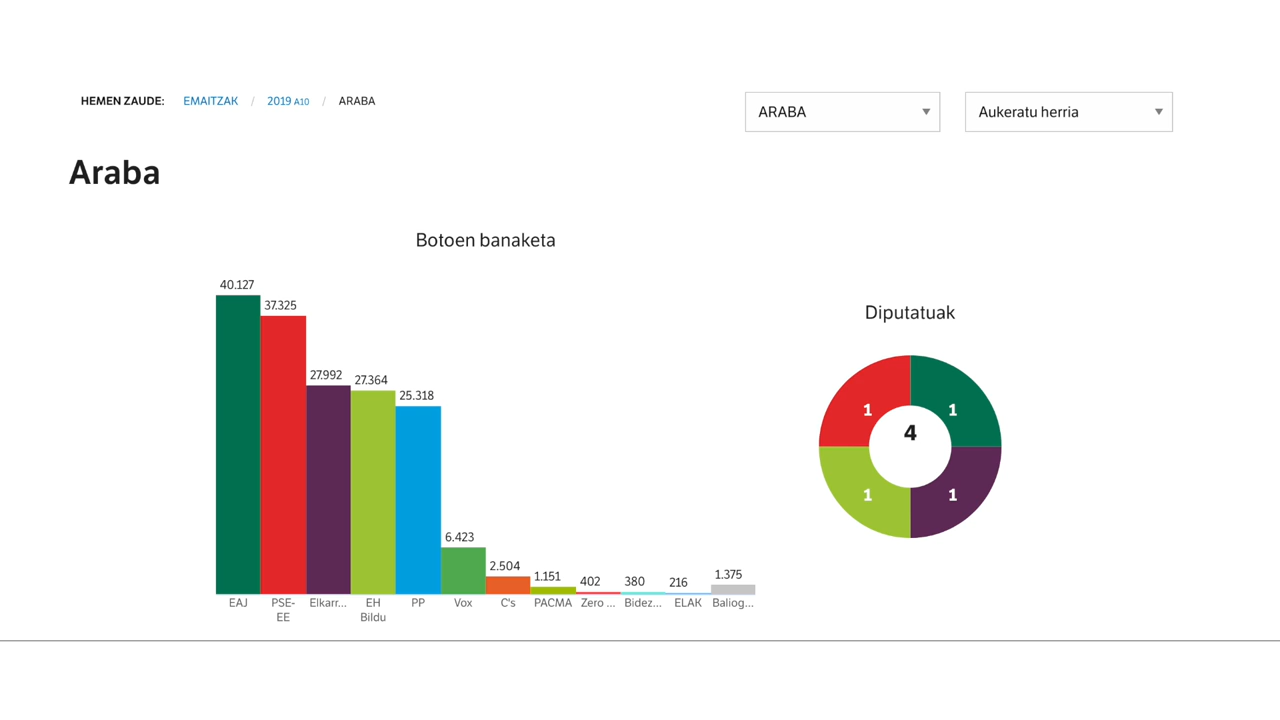 HEMEN ZAUDE: EMAITZAK / 2019 A10 / ARABA
ARABA
Aukeratu herria
Araba
Botoen banaketa
40.127
37.325
27.992
27.364
25.318
6.423
2.504
1.151
402
380
216
1.375
EAJ
PSE-
EE
Elkarr...
EH
Bildu
PP
Vox
C's
PACMA
Zero ...
Bidez...
ELAK
Baliog...
Diputatuak
1
1
4
1
1